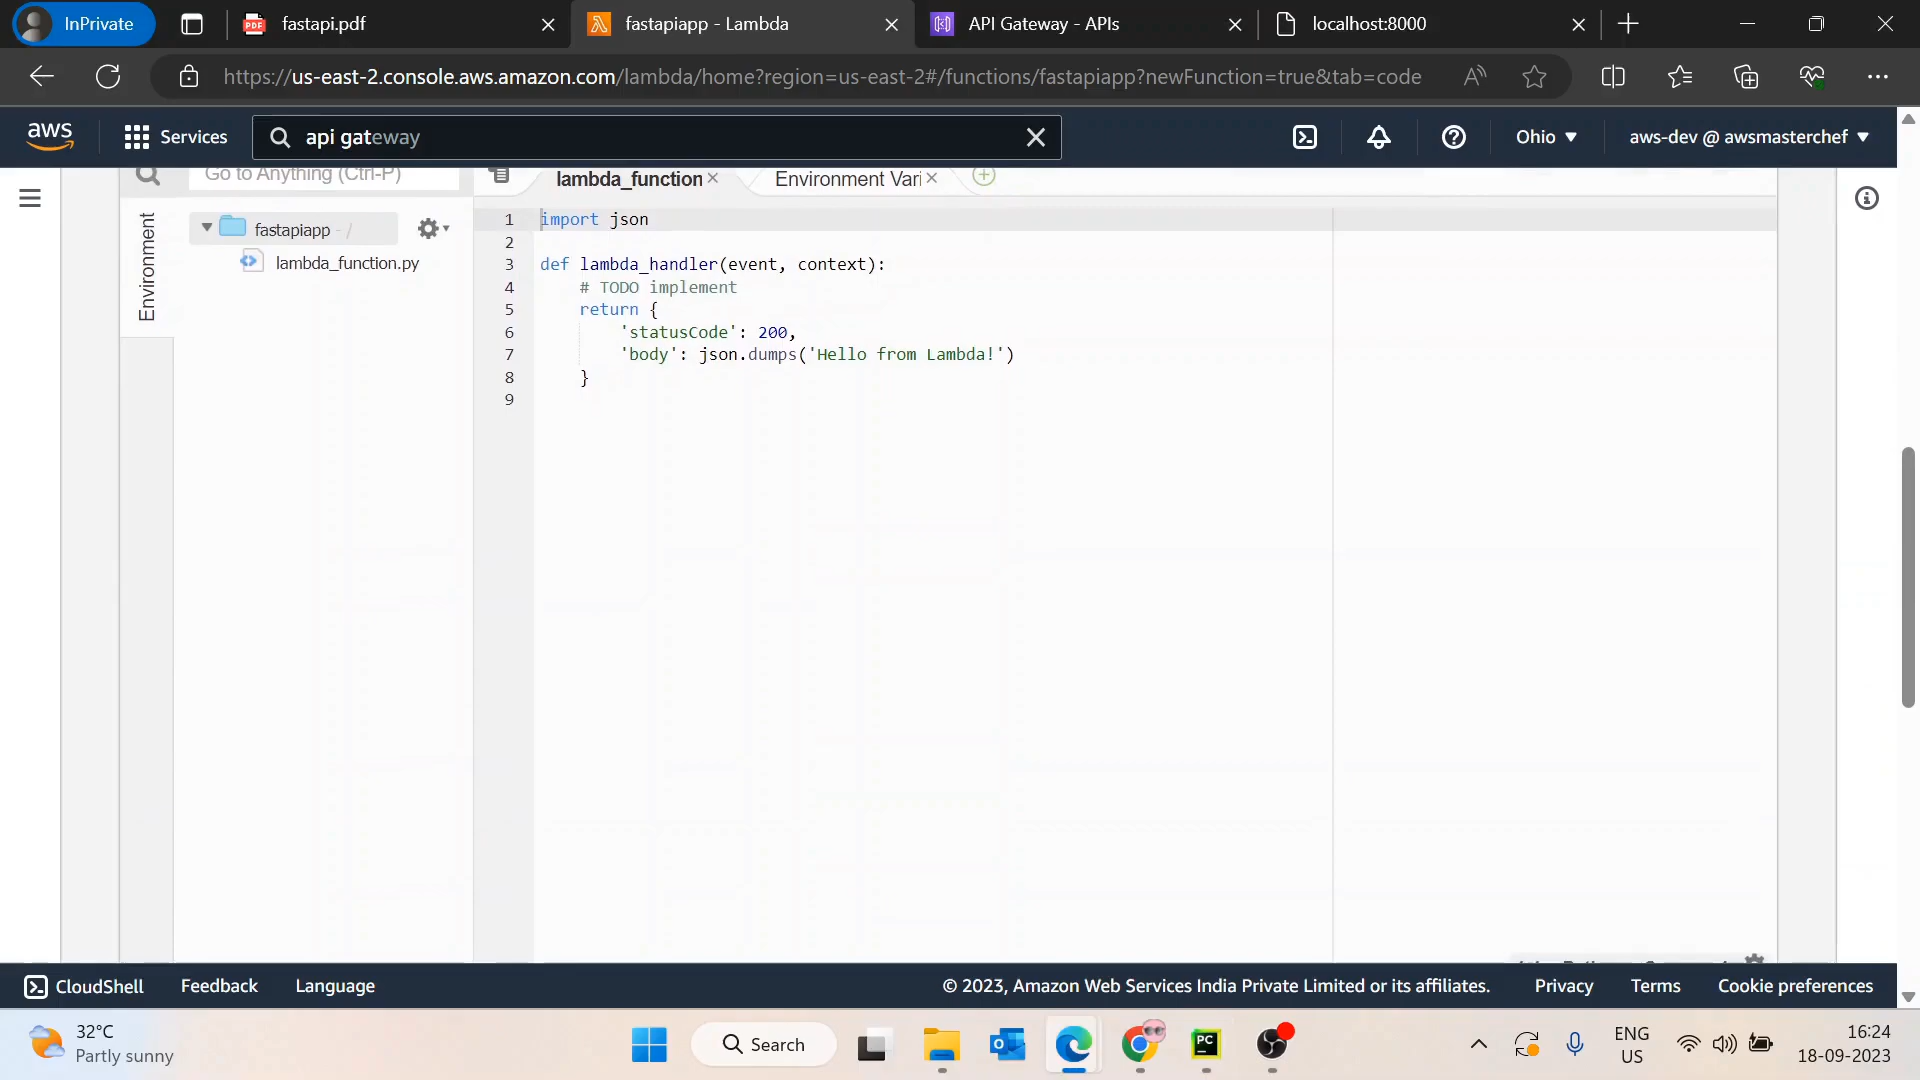 InPrivate
fastapi.pdf
fastapiapp - Lambda
API Gateway - APIs
localhost:8000
https://us-east-2.console.aws.amazon.com/lambda/home?region=us-east-2#/functions/fastapiapp?newFunction=true&tab=code
aws
Services
api gateway
Ohio
aws-dev @ awsmasterchef
Go to Anything (Ctrl-P)
lambda_function
Environment Vari
Environment
fastapiapp - /
lambda_function.py
1 import json
2
3 def lambda_handler(event, context):
4 # TODO implement
5 return {
6 'statusCode': 200,
7 'body': json.dumps('Hello from Lambda!')
8 }
9
CloudShell
Feedback
Language
© 2023, Amazon Web Services India Private Limited or its affiliates.
Privacy
Terms
Cookie preferences
32°C
Partly sunny
Search
ENG
US
16:24
18-09-2023